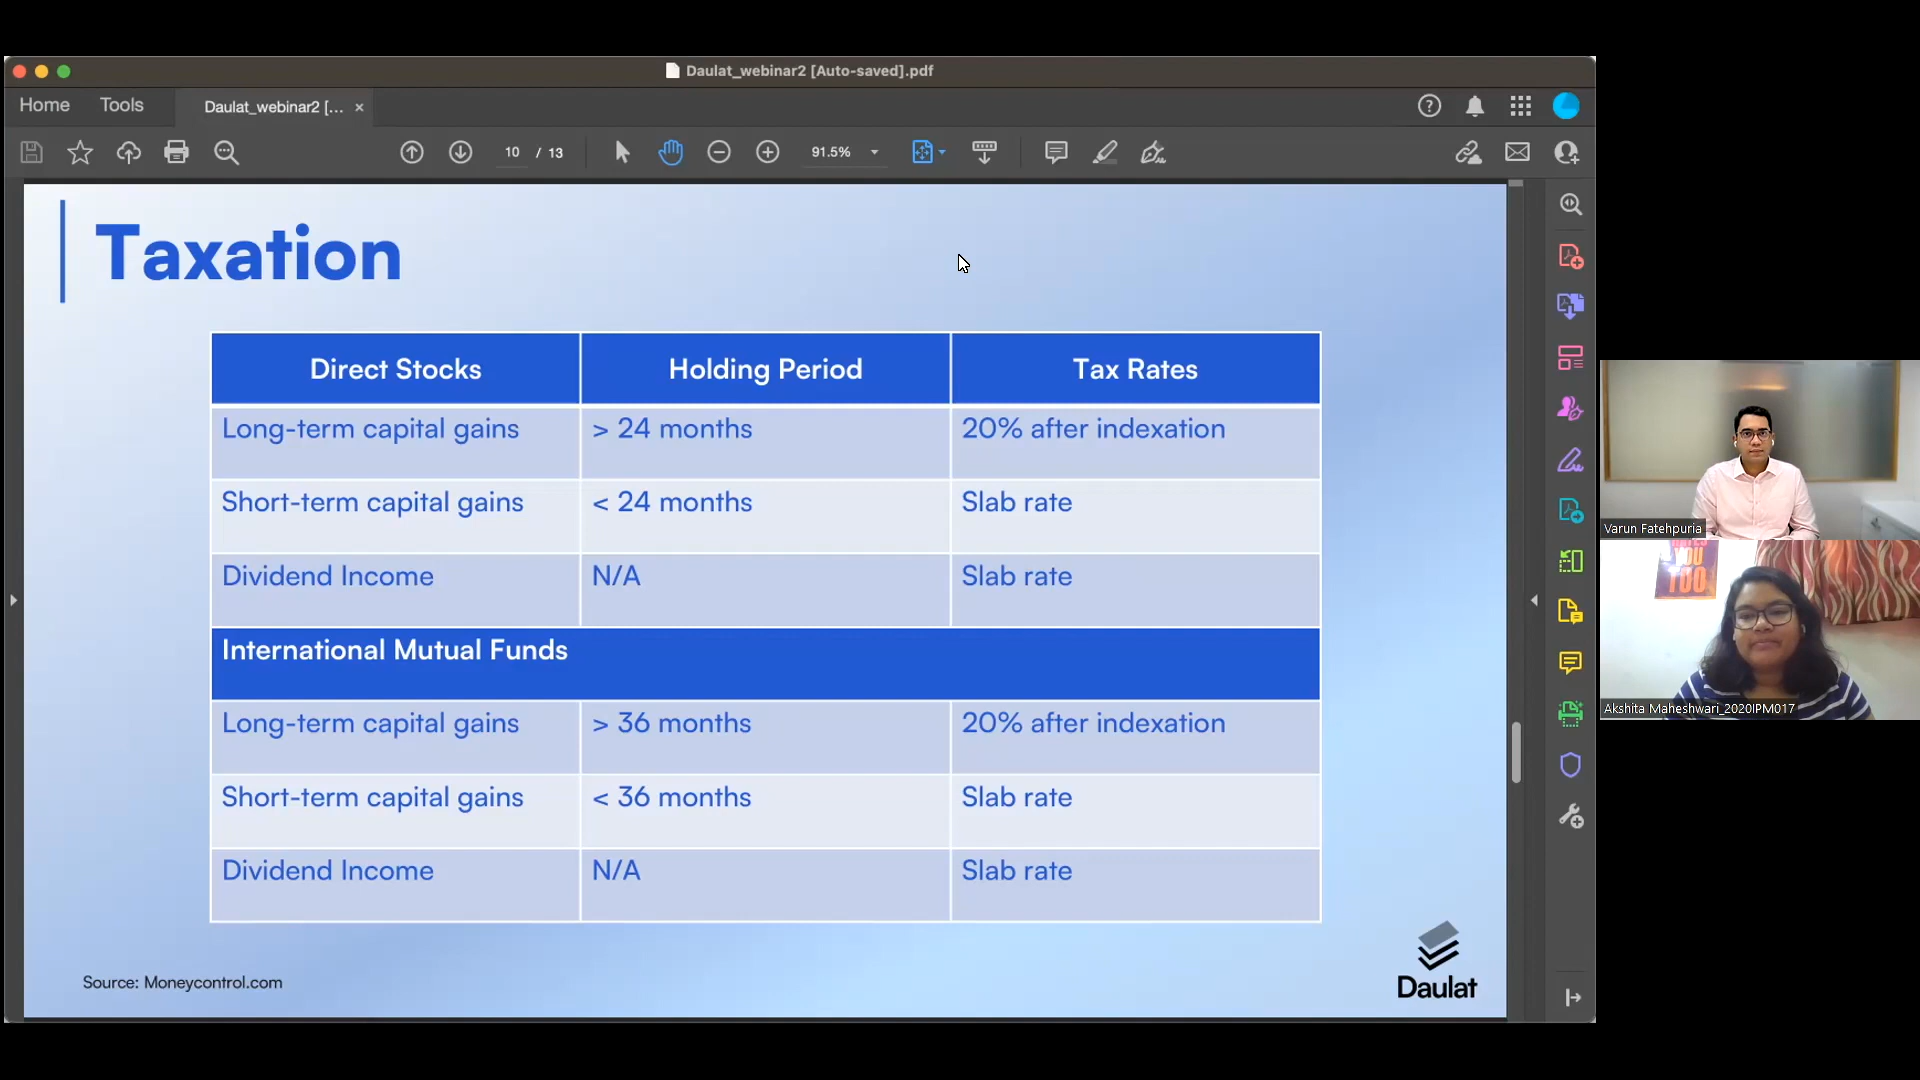 Daulat_webinar2 [Auto-saved].pdf
Home Tools Daulat_webinar2 [... ×
10 / 13 91.5%
Taxation
Direct Stocks Holding Period Tax Rates
Long-term capital gains > 24 months 20% after indexation
Short-term capital gains < 24 months Slab rate
Dividend Income N/A Slab rate
International Mutual Funds
Long-term capital gains > 36 months 20% after indexation
Short-term capital gains < 36 months Slab rate
Dividend Income N/A Slab rate
Source: Moneycontrol.com
Daulat
Varun Fatehpuria
YOU
TOO
Akshita Maheshwari_2020IPM017